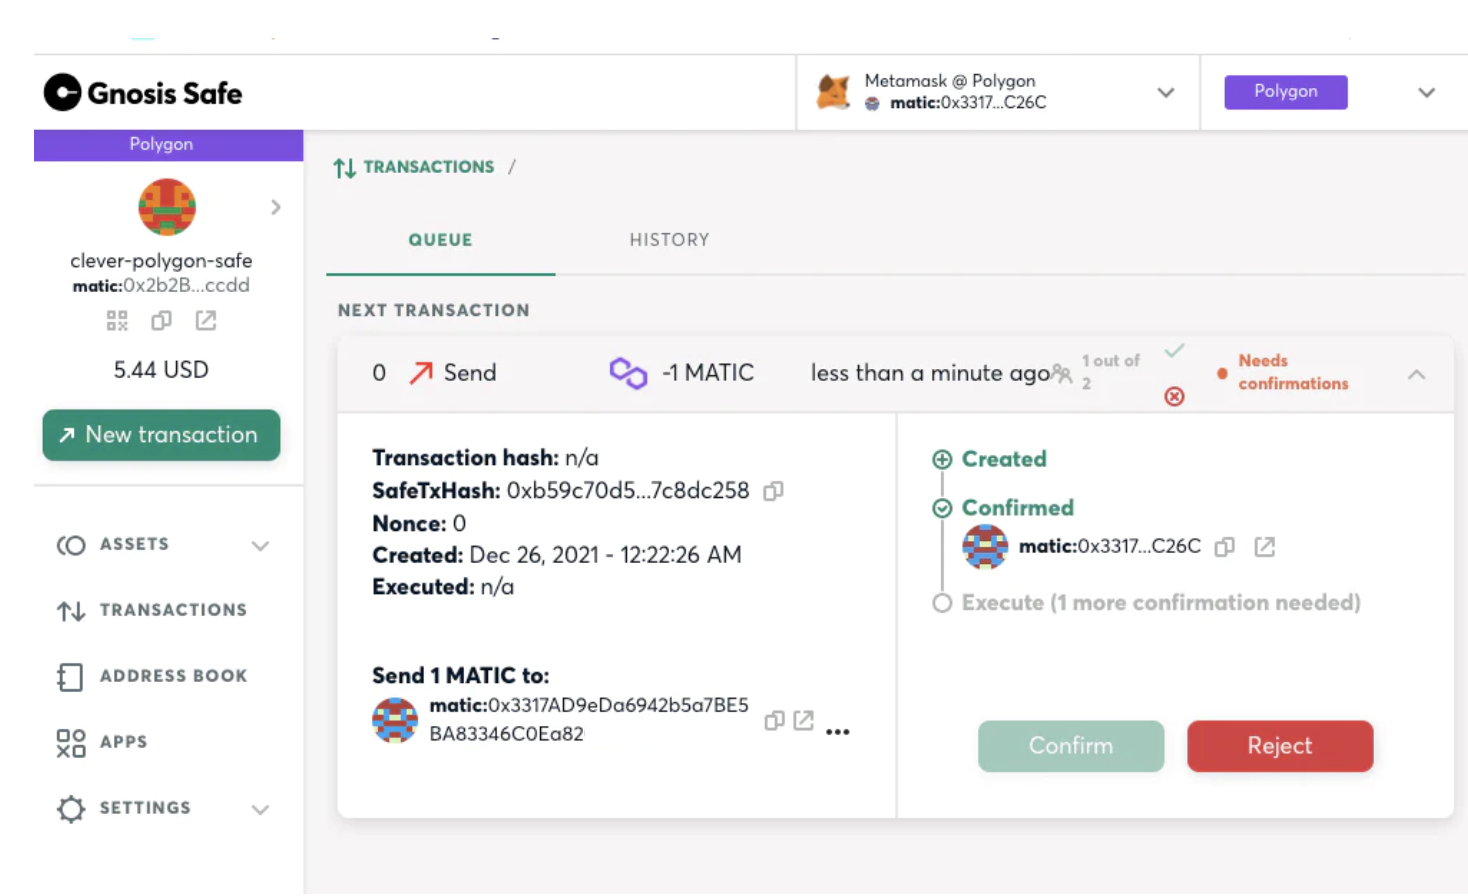 Gnosis Safe
Metamask @ Polygon
matic:0x3317...C26C
Polygon
Polygon
clever-polygon-safe
matic:0x2b2B...ccdd
5.44 USD
New transaction
ASSETS
TRANSACTIONS
ADDRESS BOOK
APPS
SETTINGS
TRANSACTIONS /
QUEUE
HISTORY
NEXT TRANSACTION
0 Send -1 MATIC less than a minute ago
1 out of
2
Needs
confirmations
Transaction hash: n/a
SafeTxHash: 0xb59c70d5...7c8dc258
Nonce: 0
Created: Dec 26, 2021 - 12:22:26 AM
Executed: n/a
Send 1 MATIC to:
matic:0x3317AD9eDa6942b5a7BE5
BA83346C0Ea82
Created
Confirmed
matic:0x3317...C26C
Execute (1 more confirmation needed)
Confirm
Reject